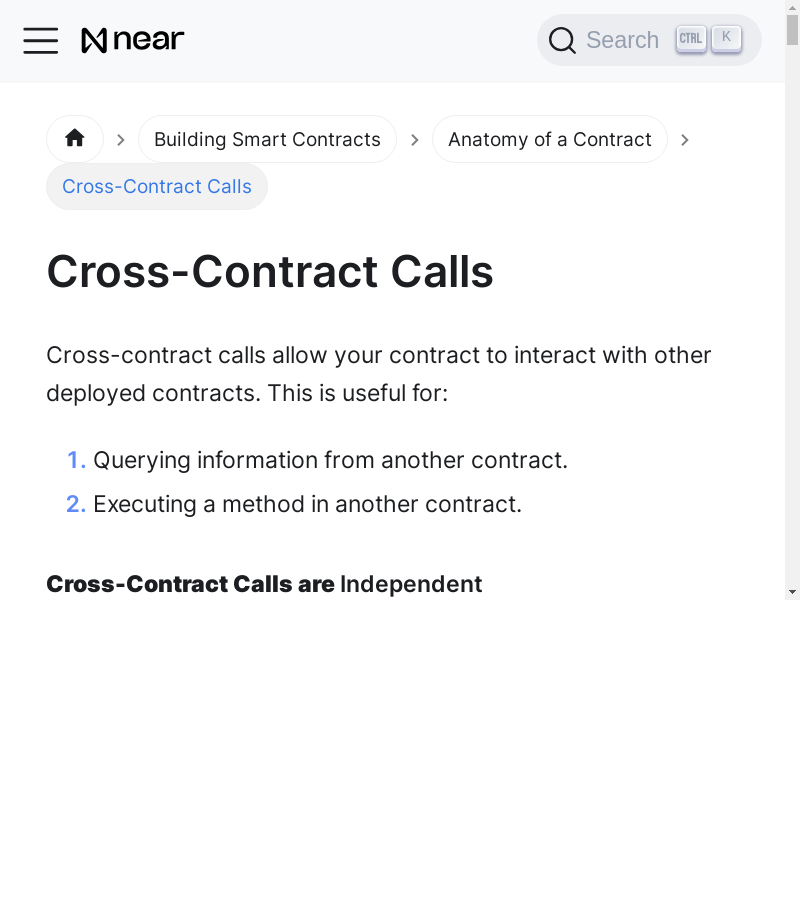 near
Search CTRL K
Building Smart Contracts
Anatomy of a Contract
Cross-Contract Calls
Cross-Contract Calls
Cross-contract calls allow your contract to interact with other
deployed contracts. This is useful for:
1. Querying information from another contract.
2. Executing a method in another contract.
Cross-Contract Calls are Independent